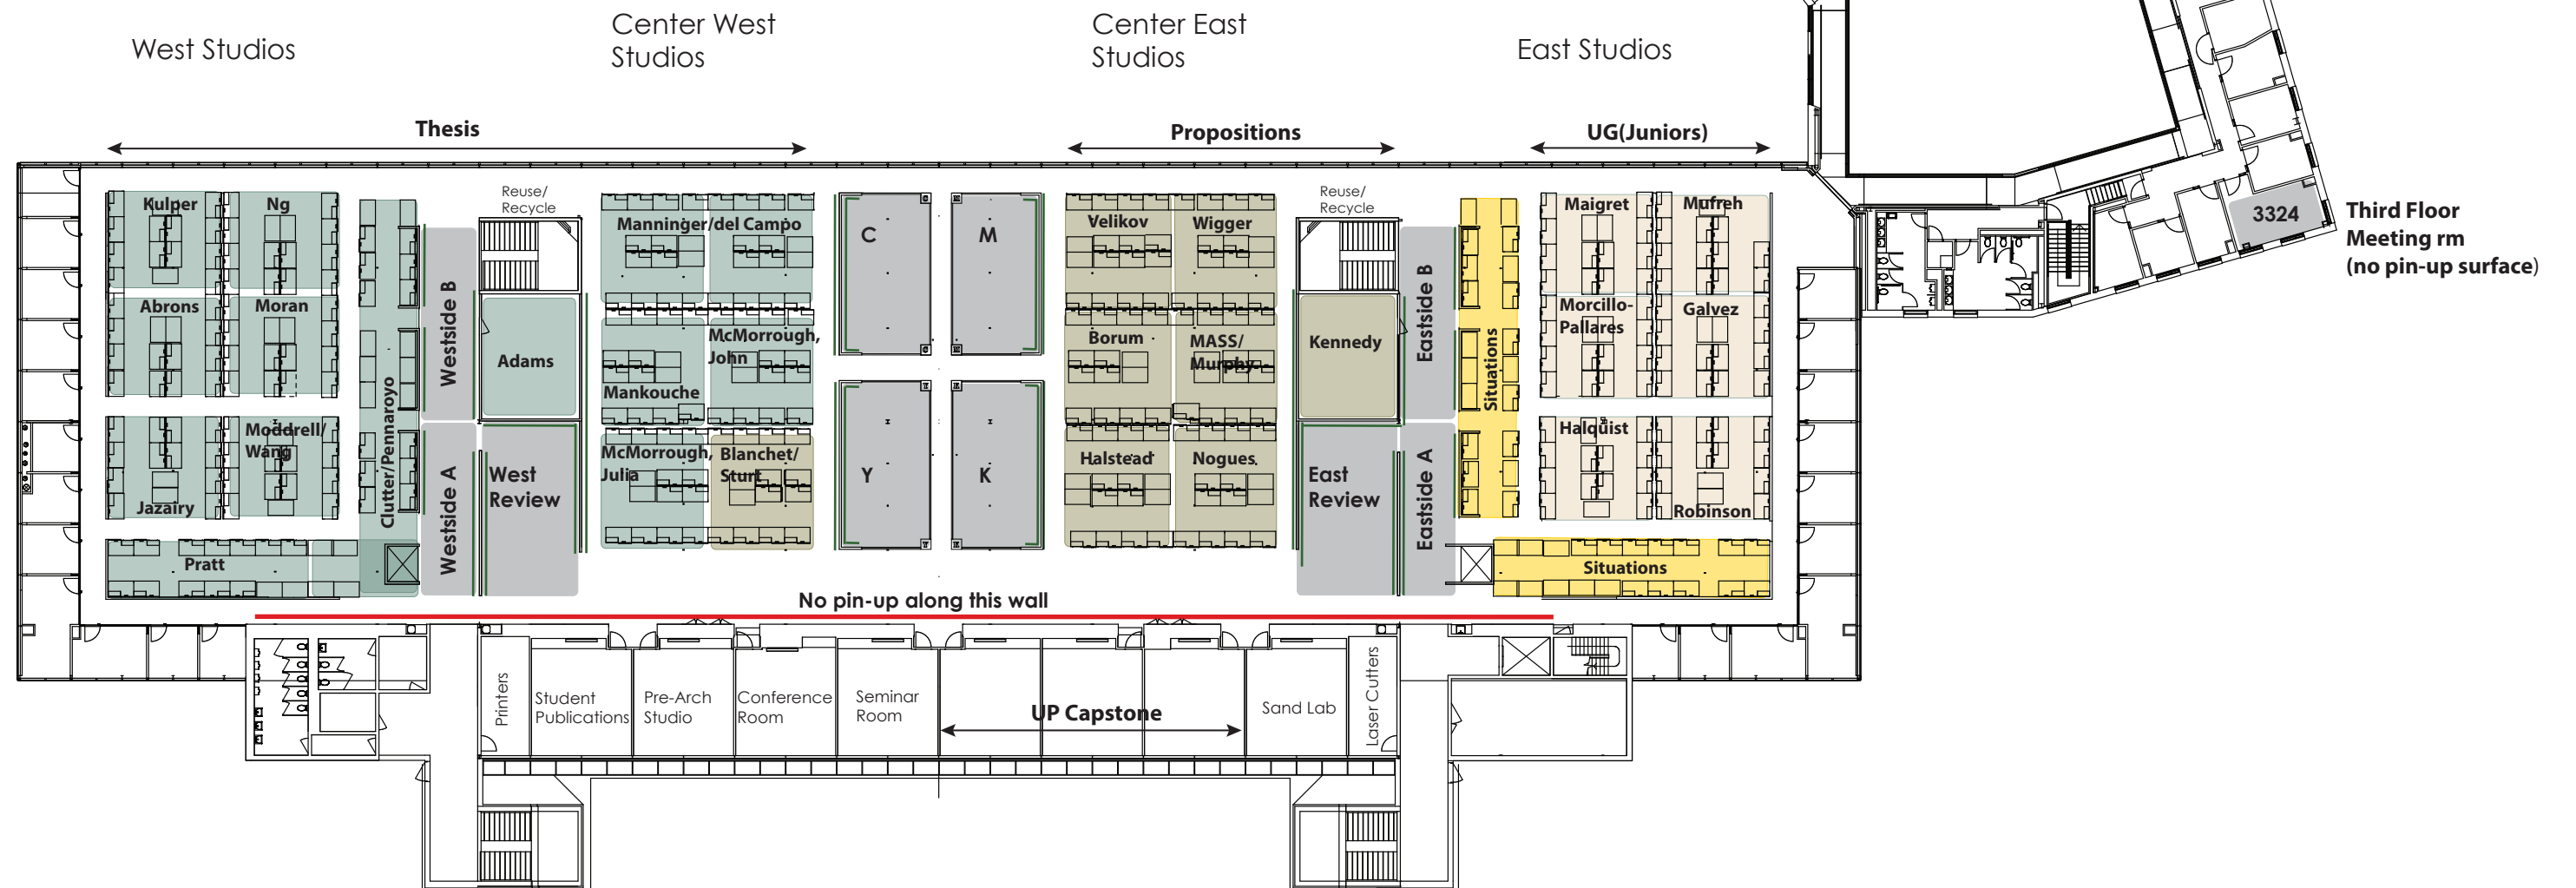 West Studios
Center West
Studios
Center East
Studios
East Studios
Thesis
Propositions
UG(Juniors)
Reuse/
Recycle
Reuse/
Recycle
Kulper
Ng
Manninger/del Campo
C
M
Velikov
Wigger
Maigret
Mufreh
3324
Third Floor
Meeting rm
(no pin-up surface)
Abrons
Moran
Westside B
Adams
McMorrough,
John
Mankouche
Borum
MASS/
Murphy
Kennedy
Eastside B
Situations
Morcillo-
Pallares
Galvez
Moddrell/
Wang
Jazairy
Clutter/Pennaroyo
Westside A
West
Review
McMorrough,
Julia
Blanchet/
Sturt
Y
K
Halstead
Nogues
East
Review
Eastside A
Halquist
Robinson
Pratt
Situations
No pin-up along this wall
Printers
Student
Publications
Pre-Arch
Studio
Conference
Room
Seminar
Room
UP Capstone
Sand Lab
Laser Cutters